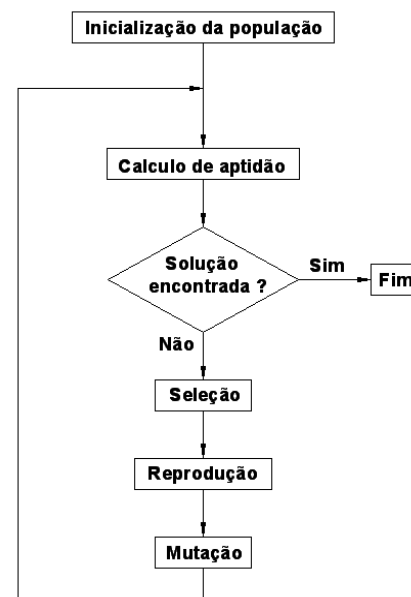 Inicialização da população
Calculo de aptidão
Solução
encontrada ?
Sim
Fim
Não
Seleção
Reprodução
Mutação